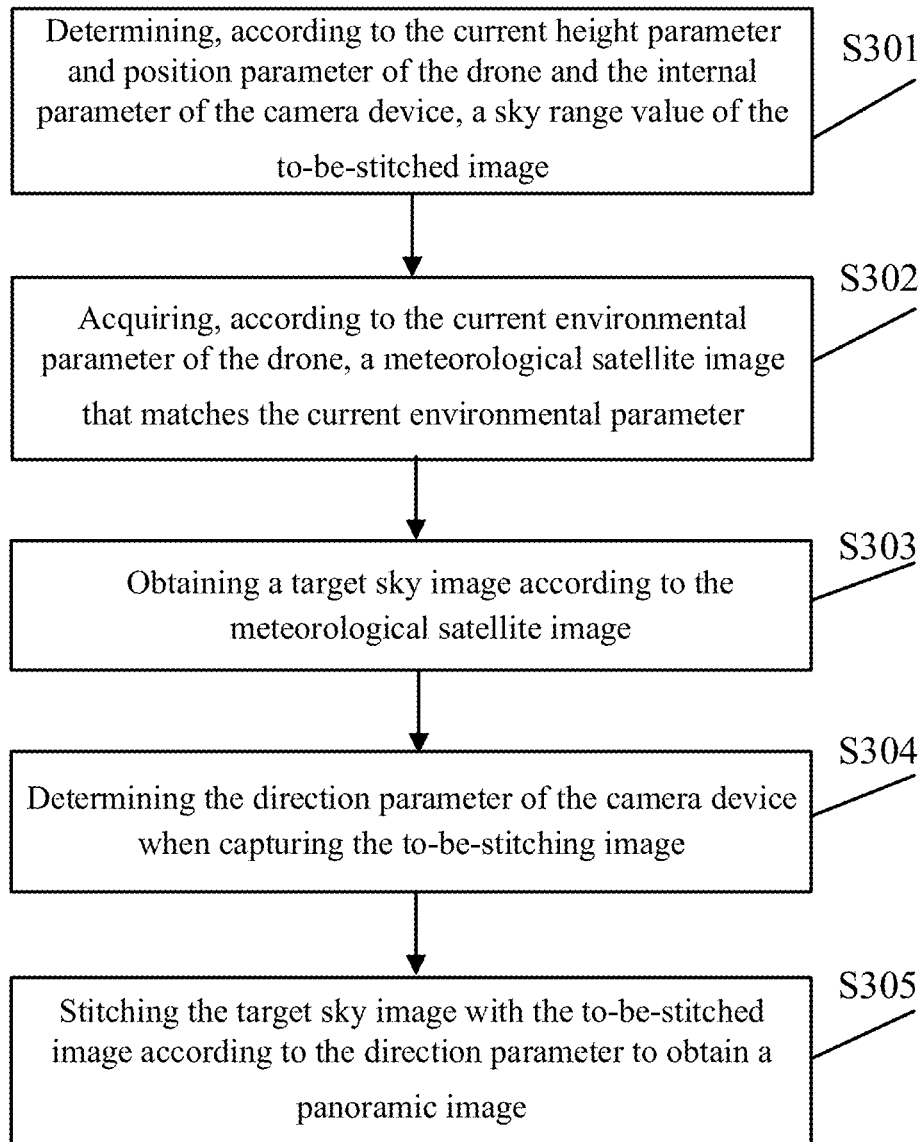 Determining, according to the current height parameter
and position parameter of the drone and the internal
parameter of the camera device, a sky range value of the
to-be-stitched image
S301
Acquiring, according to the current environmental
parameter of the drone, a meteorological satellite image
that matches the current environmental parameter
S302
Obtaining a target sky image according to the
meteorological satellite image
S303
Determining the direction parameter of the camera device
when capturing the to-be-stitching image
S304
Stitching the target sky image with the to-be-stitched
image according to the direction parameter to obtain a
panoramic image
S305